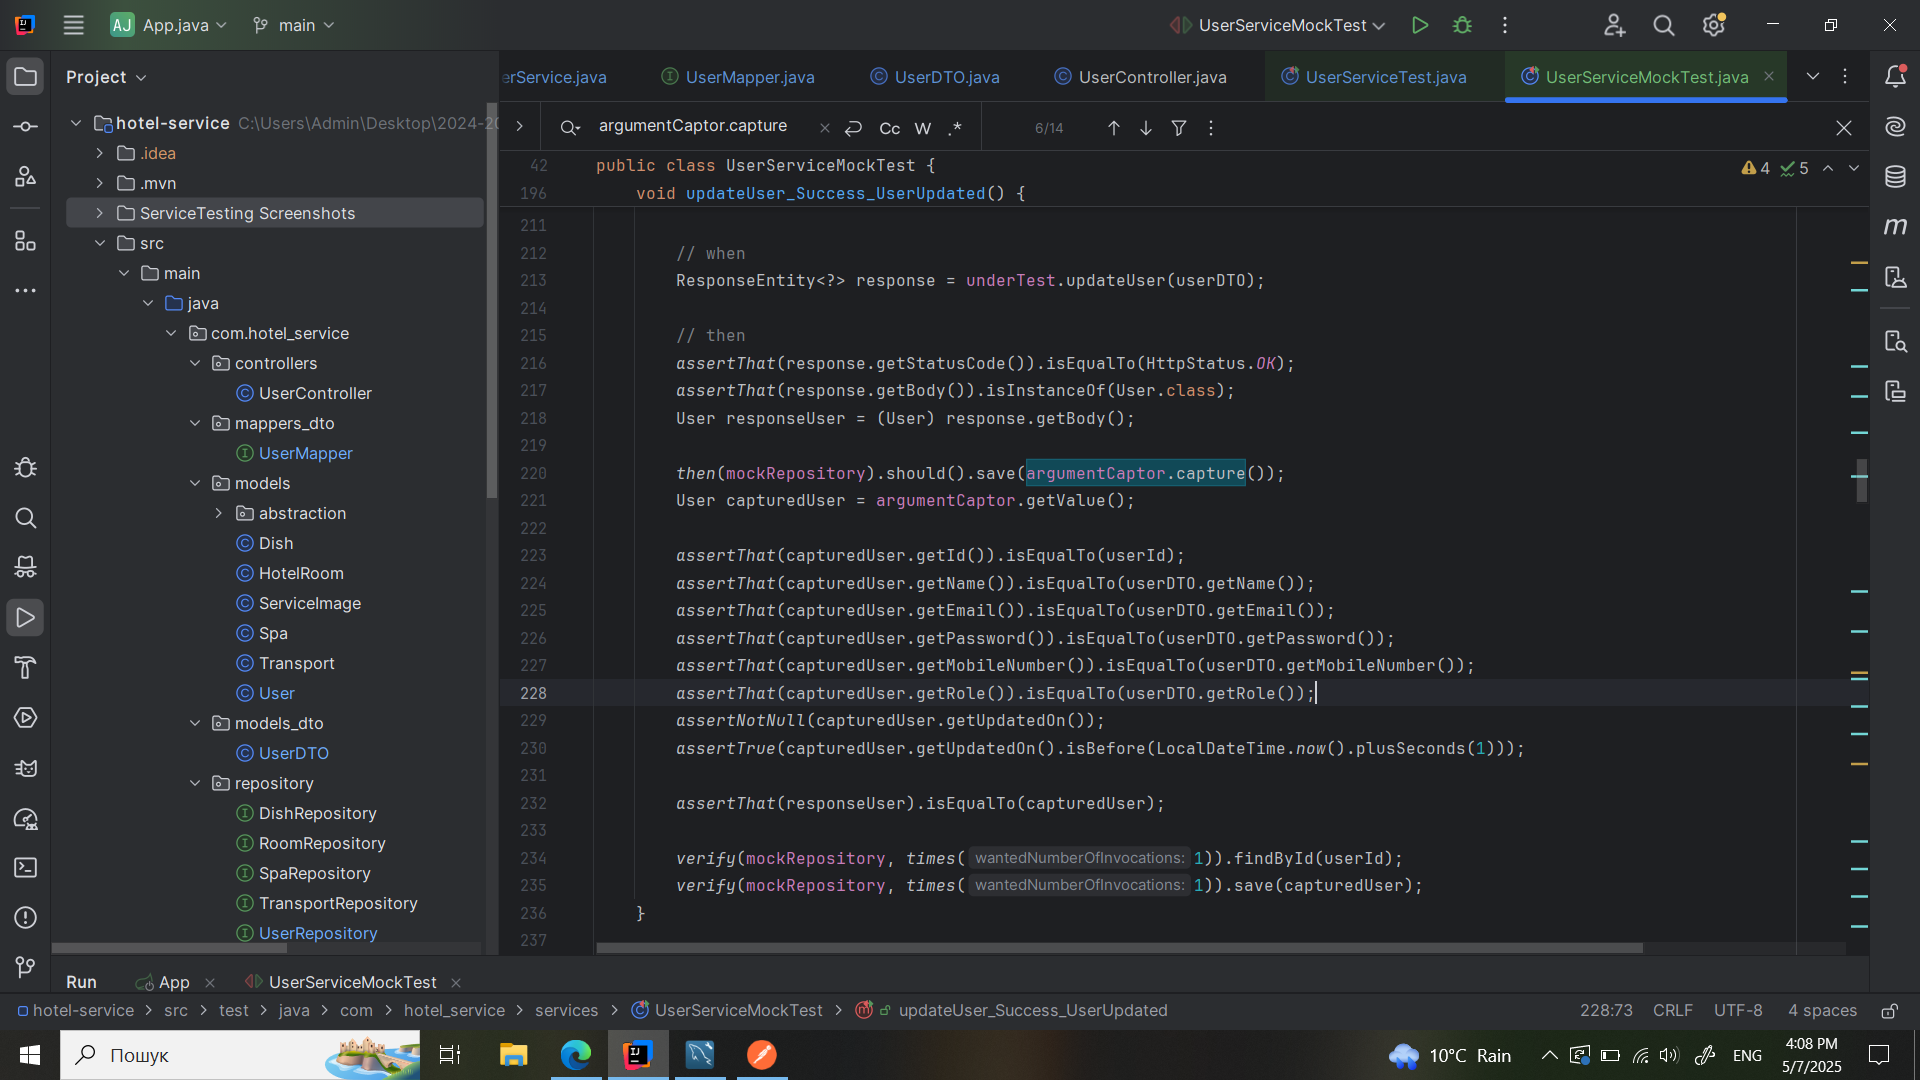 AJ App.java main UserServiceMockTest
Project
erService.java UserMapper.java UserDTO.java UserController.java UserServiceTest.java UserServiceMockTest.java
argumentCaptor.capture Cc W .* 6/14
hotel-service C:\Users\Admin\Desktop\2024-20
.idea
.mvn
ServiceTesting Screenshots
src
main
java
com.hotel_service
controllers
UserController
mappers_dto
UserMapper
models
abstraction
Dish
HotelRoom
ServiceImage
Spa
Transport
User
models_dto
UserDTO
repository
DishRepository
RoomRepository
SpaRepository
TransportRepository
UserRepository
4 5
42 public class UserServiceMockTest {
196 void updateUser_Success_UserUpdated() {
211
212 // when
213 ResponseEntity<?> response = underTest.updateUser(userDTO);
214
215 // then
216 assertThat(response.getStatusCode()).isEqualTo(HttpStatus.OK);
217 assertThat(response.getBody()).isInstanceOf(User.class);
218 User responseUser = (User) response.getBody();
219
220 then(mockRepository).should().save(argumentCaptor.capture());
221 User capturedUser = argumentCaptor.getValue();
222
223 assertThat(capturedUser.getId()).isEqualTo(userId);
224 assertThat(capturedUser.getName()).isEqualTo(userDTO.getName());
225 assertThat(capturedUser.getEmail()).isEqualTo(userDTO.getEmail());
226 assertThat(capturedUser.getPassword()).isEqualTo(userDTO.getPassword());
227 assertThat(capturedUser.getMobileNumber()).isEqualTo(userDTO.getMobileNumber());
228 assertThat(capturedUser.getRole()).isEqualTo(userDTO.getRole());
229 assertNotNull(capturedUser.getUpdatedOn());
230 assertTrue(capturedUser.getUpdatedOn().isBefore(LocalDateTime.now().plusSeconds(1)));
231
232 assertThat(responseUser).isEqualTo(capturedUser);
233
234 verify(mockRepository, times( wantedNumberOfInvocations: 1)).findById(userId);
235 verify(mockRepository, times( wantedNumberOfInvocations: 1)).save(capturedUser);
236 }
237
Run App UserServiceMockTest
hotel-service > src > test > java > com > hotel_service > services > UserServiceMockTest > updateUser_Success_UserUpdated 228:73 CRLF UTF-8 4 spaces
Пошук 10°C Rain ENG 4:08 PM
5/7/2025